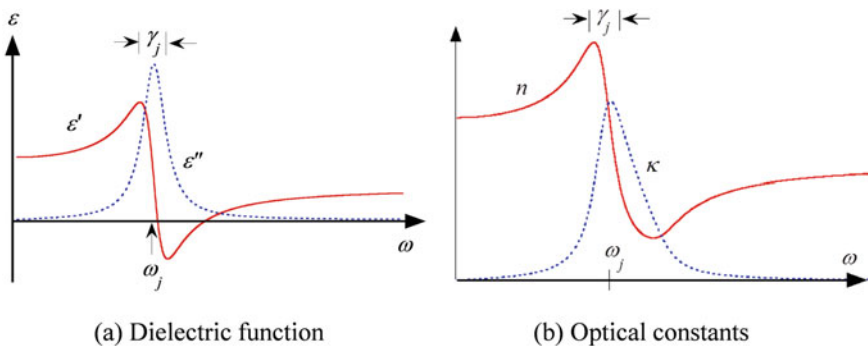 ε
γj
ε′
ε″
ωj
ω
(a) Dielectric function
γj
n
κ
ωj
ω
(b) Optical constants